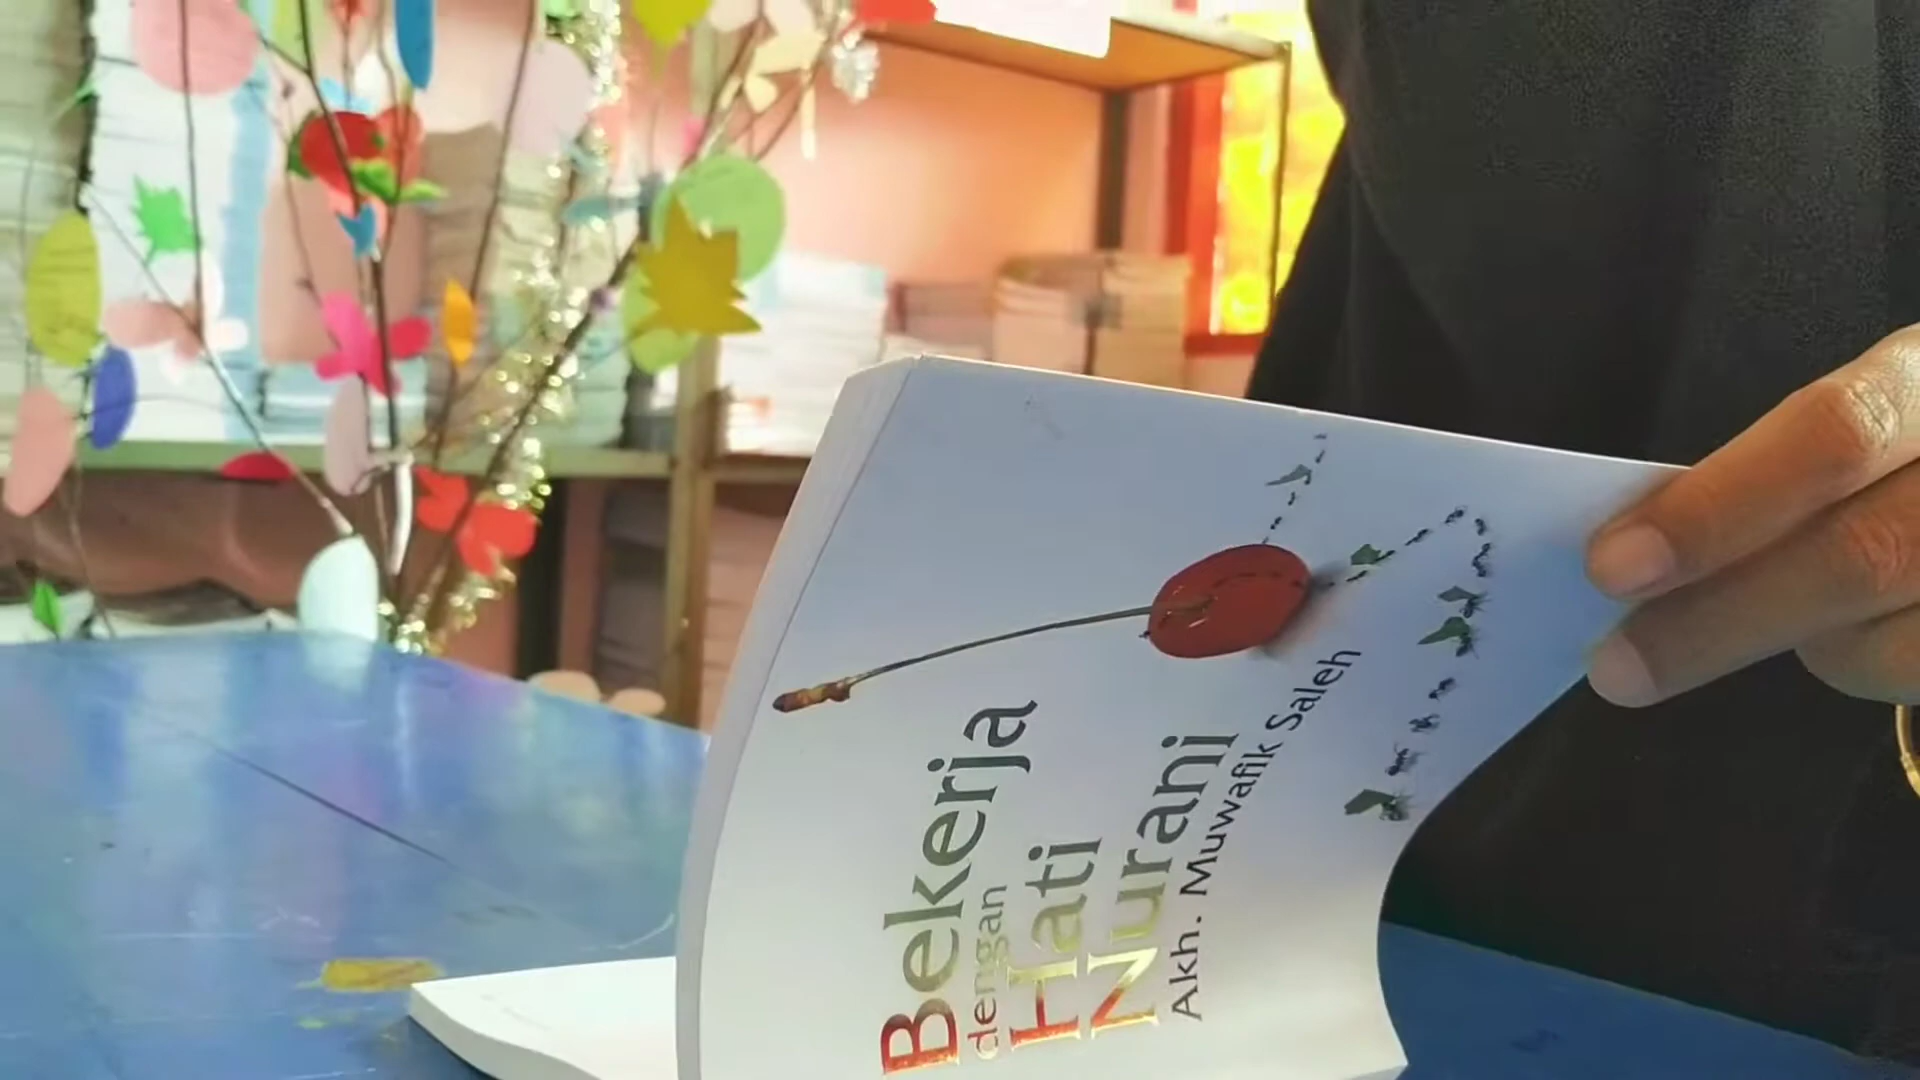 Bekerja
dengan
Hati
Nurani
Akh. Muwafik Saleh